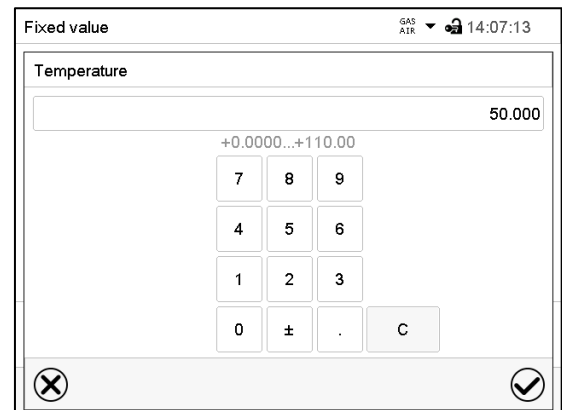 Fixed value GAS AIR 14:07:13
Temperature
50.000
+0.0000...+110.00
7 8 9
4 5 6
1 2 3
0 ± . C